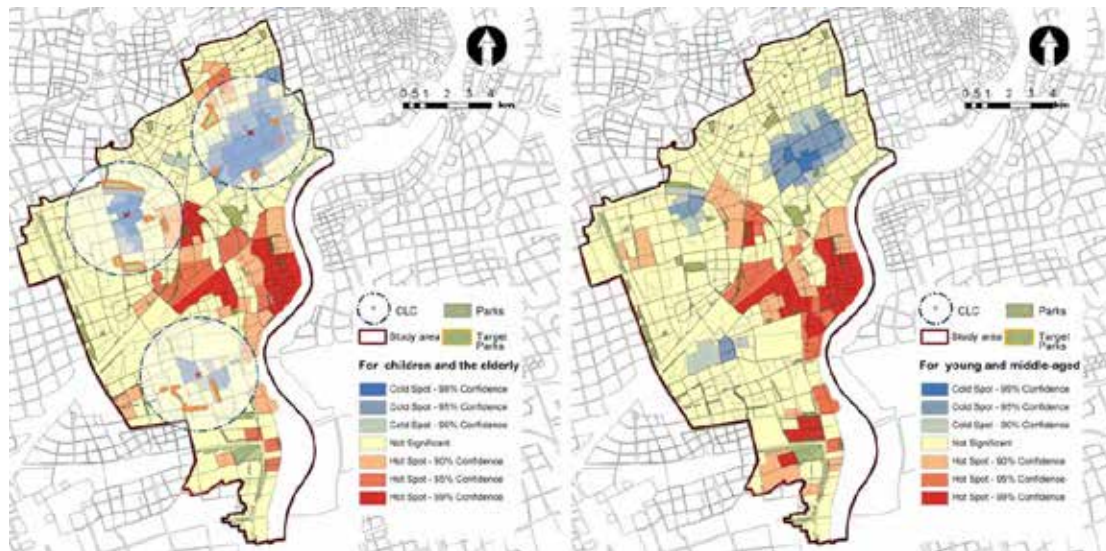 0 0.5 1 2 3 4
km
CLC
Parks
Study area
Target
Parks
For children and the elderly
Cold Spot - 99% Confidence
Cold Spot - 95% Confidence
Cold Spot - 90% Confidence
Not Significant
Hot Spot - 90% Confidence
Hot Spot - 95% Confidence
Hot Spot - 99% Confidence
0 0.5 1 2 3 4
km
CLC
Parks
Study area
Target
Parks
For young and middle-aged
Cold Spot - 99% Confidence
Cold Spot - 95% Confidence
Cold Spot - 90% Confidence
Not Significant
Hot Spot - 90% Confidence
Hot Spot - 95% Confidence
Hot Spot - 99% Confidence